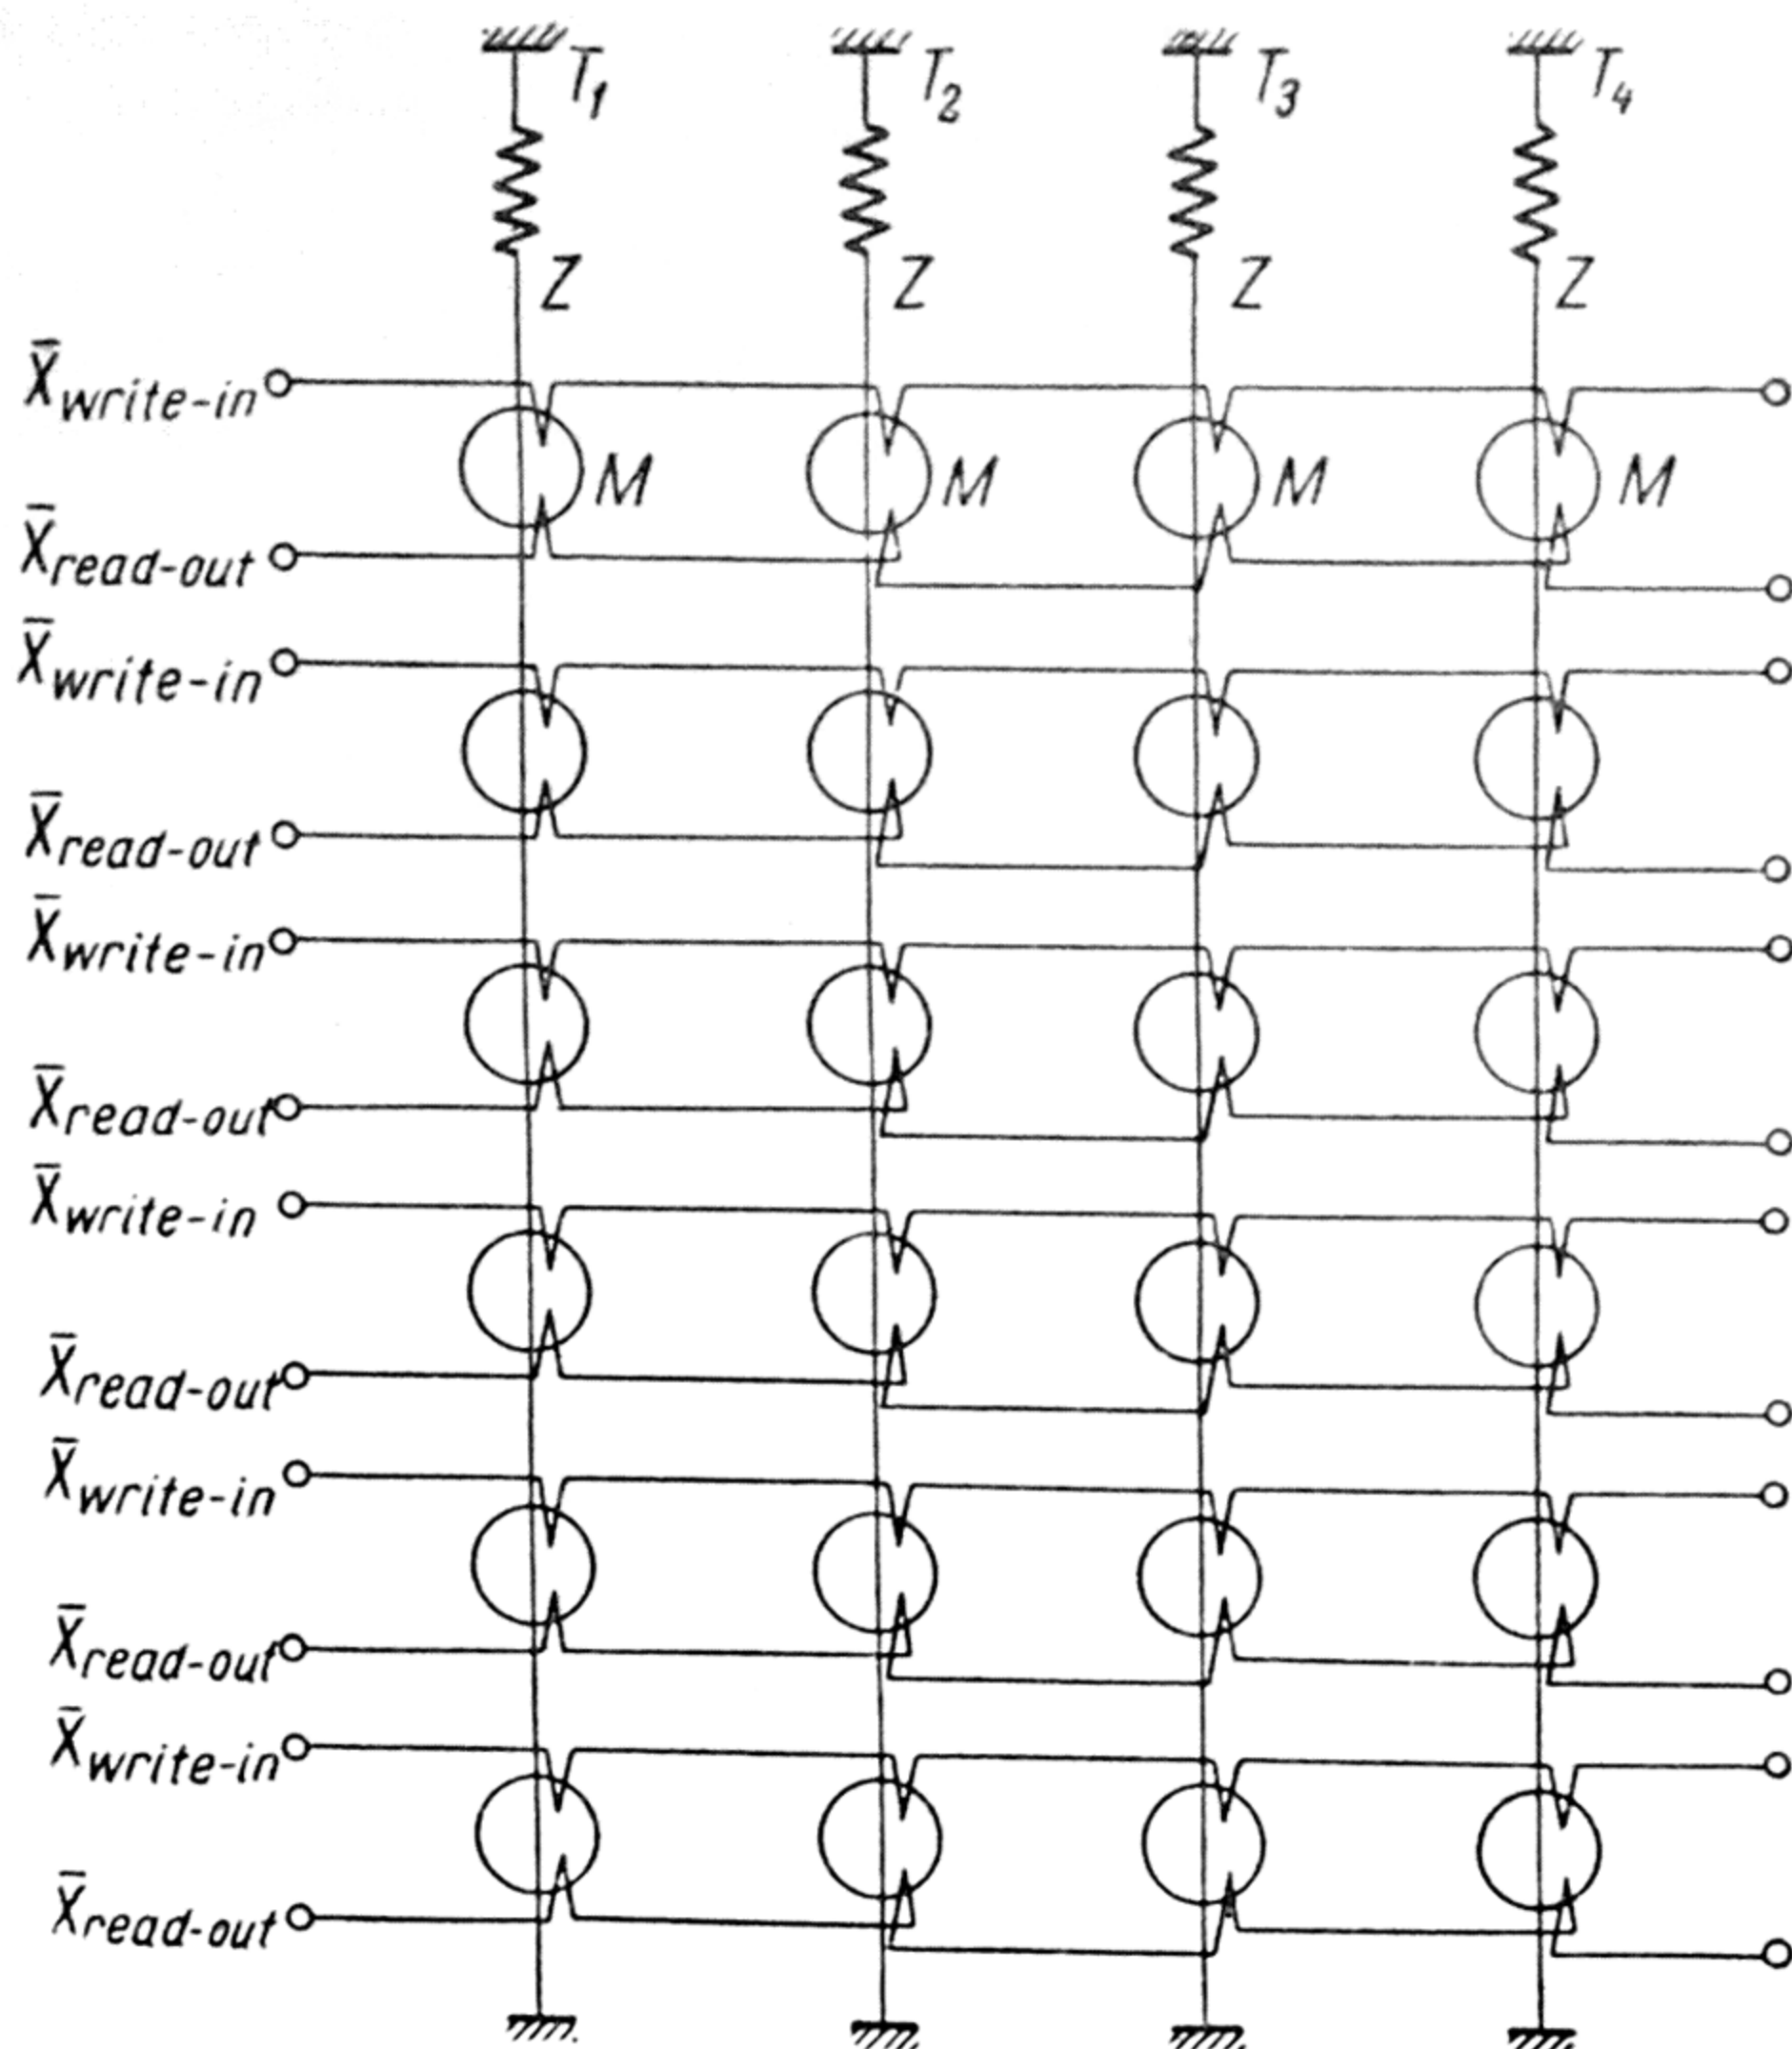 T₁ T₂ T₃ T₄
Z Z Z Z
X̄write-in
M M M M
X̄read-out
X̄write-in
X̄read-out
X̄write-in
X̄read-out
X̄write-in
X̄read-out
X̄write-in
X̄read-out
X̄write-in
X̄read-out